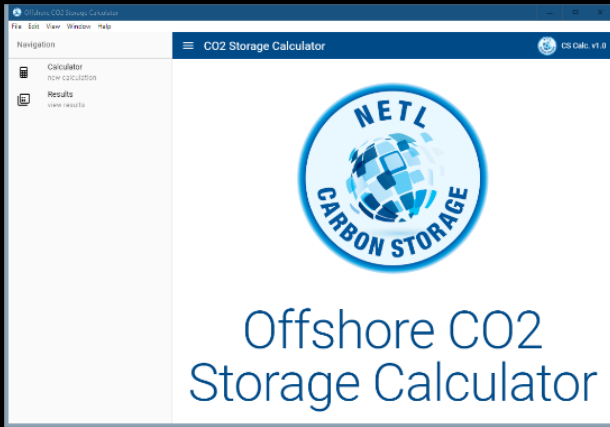 Offshore CO2 Storage Calculator
File Edit View Window Help
Navigation
Calculator
new calculation
Results
view results
CO2 Storage Calculator
CS Calc. v1.0
NETL
CARBON STORAGE
Offshore CO2
Storage Calculator